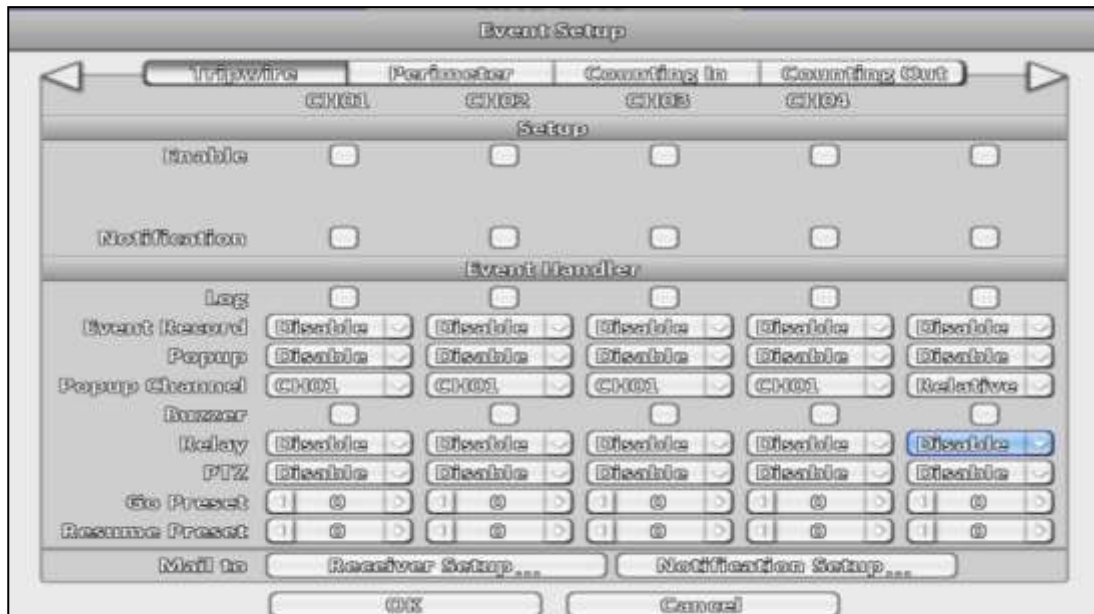 Event Setup
Tripwire Perimeter Counting In Counting Out
CH01 CH02 CH03 CH04
Setup
Enable
Notification
Event Handler
Log
Event Record Disable Disable Disable Disable Disable
Popup Disable Disable Disable Disable Disable
Popup Channel CH01 CH01 CH01 CH01 Relative
Buzzer
Relay Disable Disable Disable Disable Disable
PTZ Disable Disable Disable Disable Disable
Go Preset 0 0 0 0 0
Resume Preset 0 0 0 0 0
Mail to Receiver Setup... Notification Setup...
OK Cancel